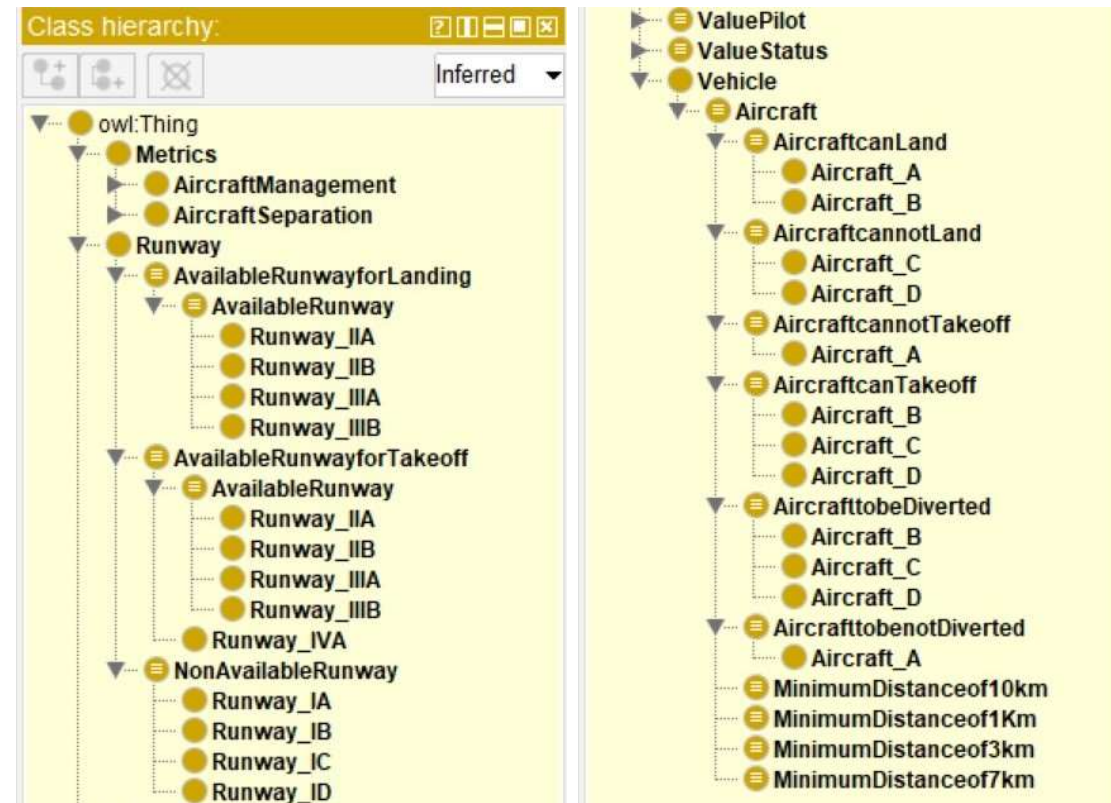 Class hierarchy:
Inferred
owl:Thing
Metrics
AircraftManagement
AircraftSeparation
Runway
AvailableRunwayforLanding
AvailableRunway
Runway_IIA
Runway_IIB
Runway_IIIA
Runway_IIIB
AvailableRunwayforTakeoff
AvailableRunway
Runway_IIA
Runway_IIB
Runway_IIIA
Runway_IIIB
Runway_IVA
NonAvailableRunway
Runway_IA
Runway_IB
Runway_IC
Runway_ID
ValuePilot
ValueStatus
Vehicle
Aircraft
AircraftcanLand
Aircraft_A
Aircraft_B
AircraftcannotLand
Aircraft_C
Aircraft_D
AircraftcannotTakeoff
Aircraft_A
AircraftcanTakeoff
Aircraft_B
Aircraft_C
Aircraft_D
AircrafttobeDiverted
Aircraft_B
Aircraft_C
Aircraft_D
AircrafttobenotDiverted
Aircraft_A
MinimumDistanceof10km
MinimumDistanceof1Km
MinimumDistanceof3km
MinimumDistanceof7km